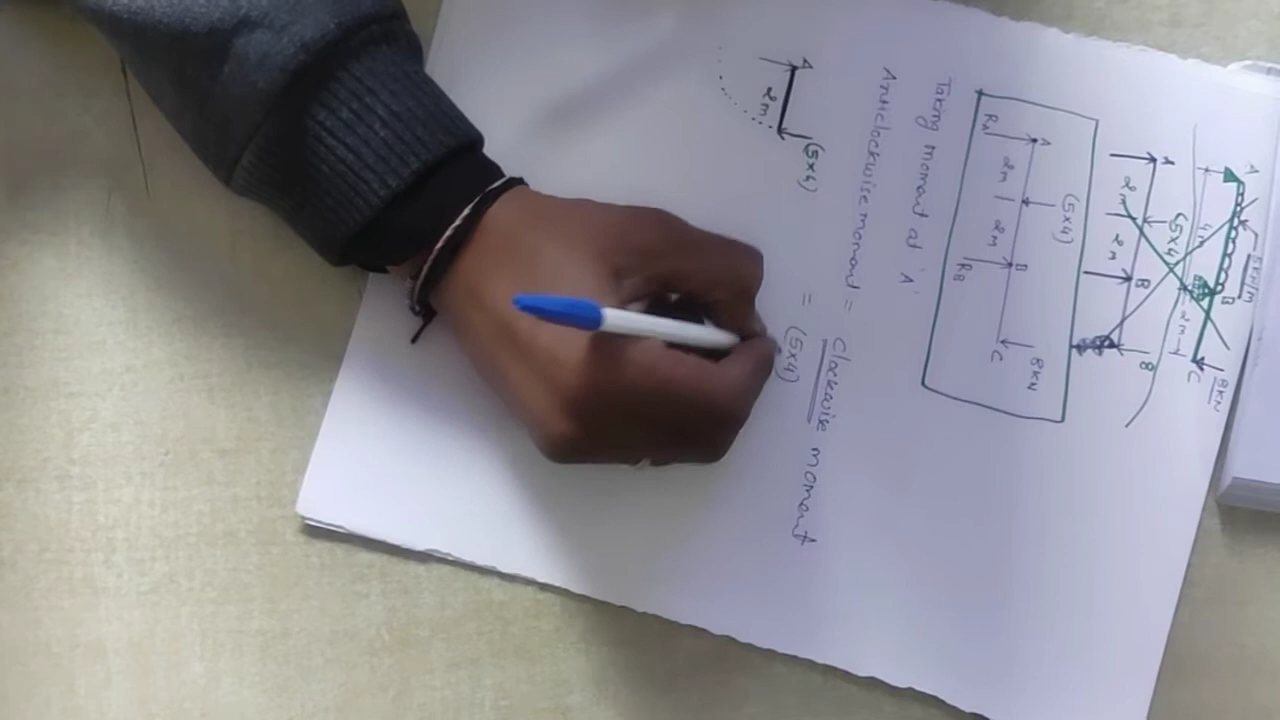 5KN/m
8KN
A
B
C
4m
2m
A (5x4) B 8
2m 2m
(5x4) 8KN
A B C
2m 2m
RA RB
Taking moment at 'A'
Anticlockwise moment = Clockwise moment
= (5x4)
(5x4)
A
2m